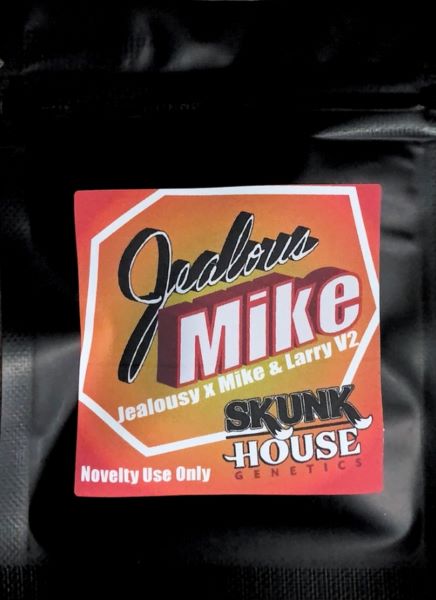 Jealous
Mike
Jealousy x Mike & Larry V2
SKUNK
HOUSE
GENETICS
Novelty Use Only